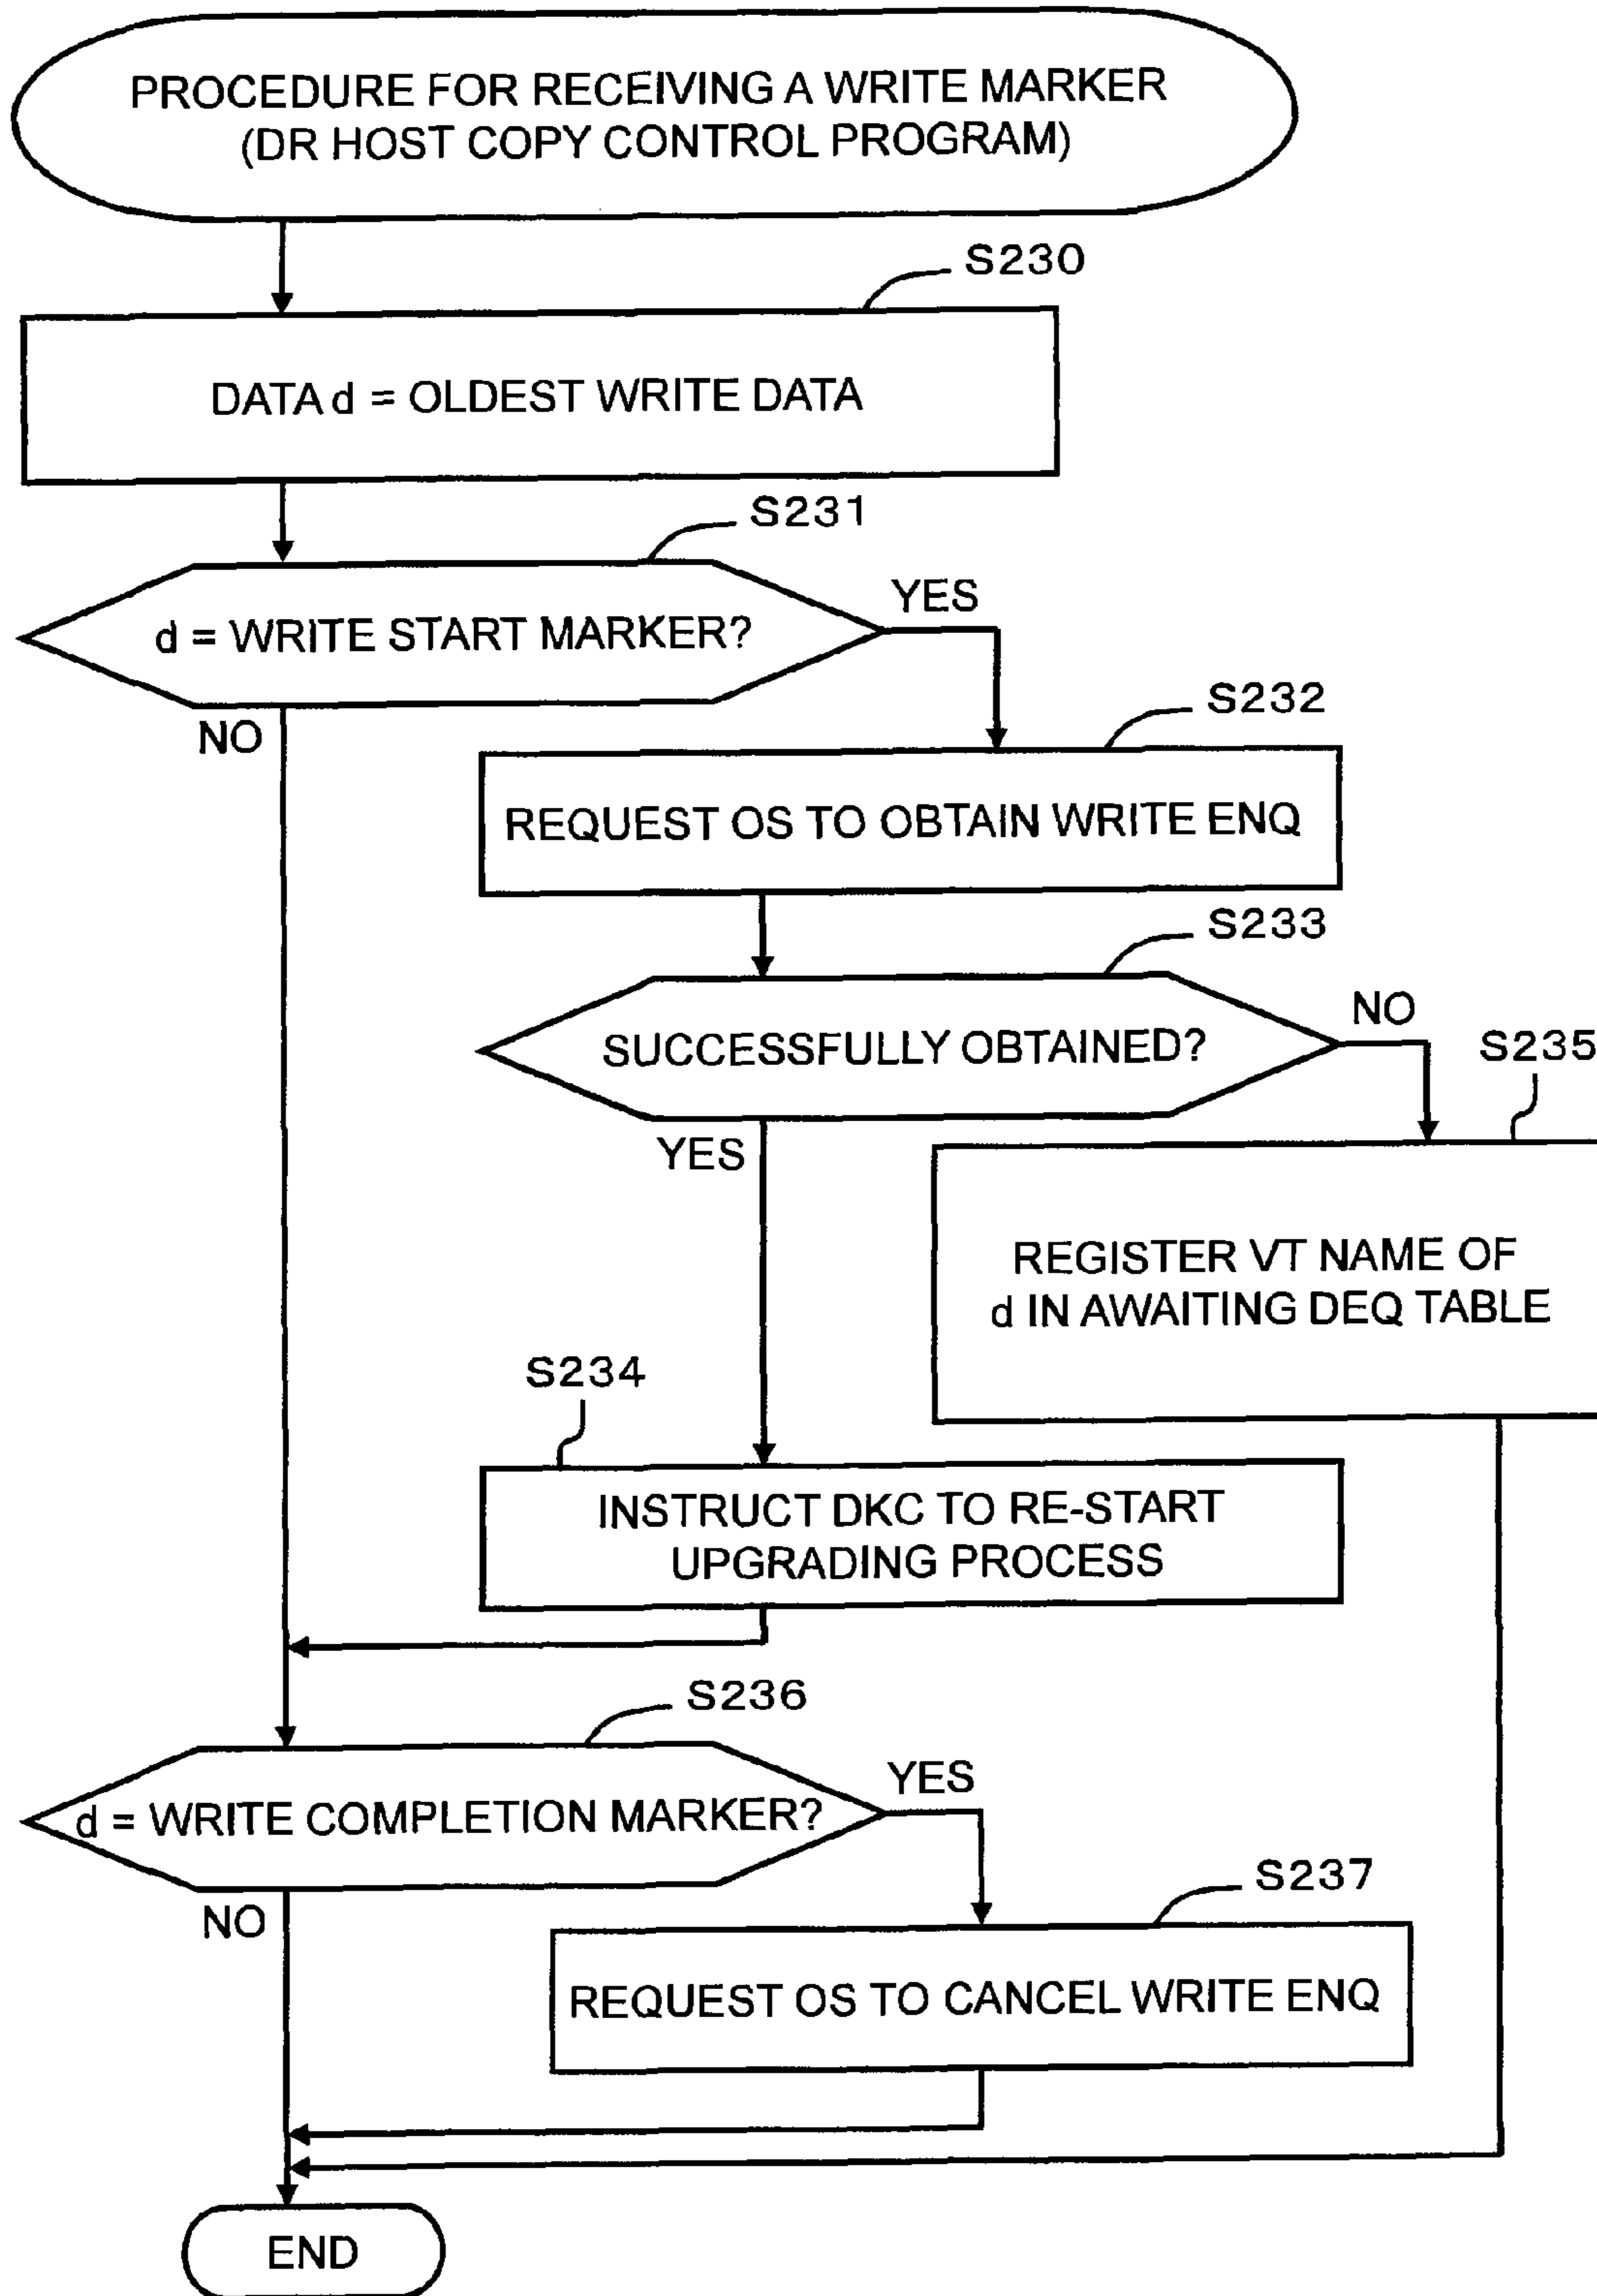 PROCEDURE FOR RECEIVING A WRITE MARKER
(DR HOST COPY CONTROL PROGRAM)
S230
DATA d = OLDEST WRITE DATA
S231
d = WRITE START MARKER?
YES
NO
S232
REQUEST OS TO OBTAIN WRITE ENQ
S233
SUCCESSFULLY OBTAINED?
NO
YES
S235
REGISTER VT NAME OF
d IN AWAITING DEQ TABLE
S234
INSTRUCT DKC TO RE-START
UPGRADING PROCESS
S236
d = WRITE COMPLETION MARKER?
YES
NO
S237
REQUEST OS TO CANCEL WRITE ENQ
END